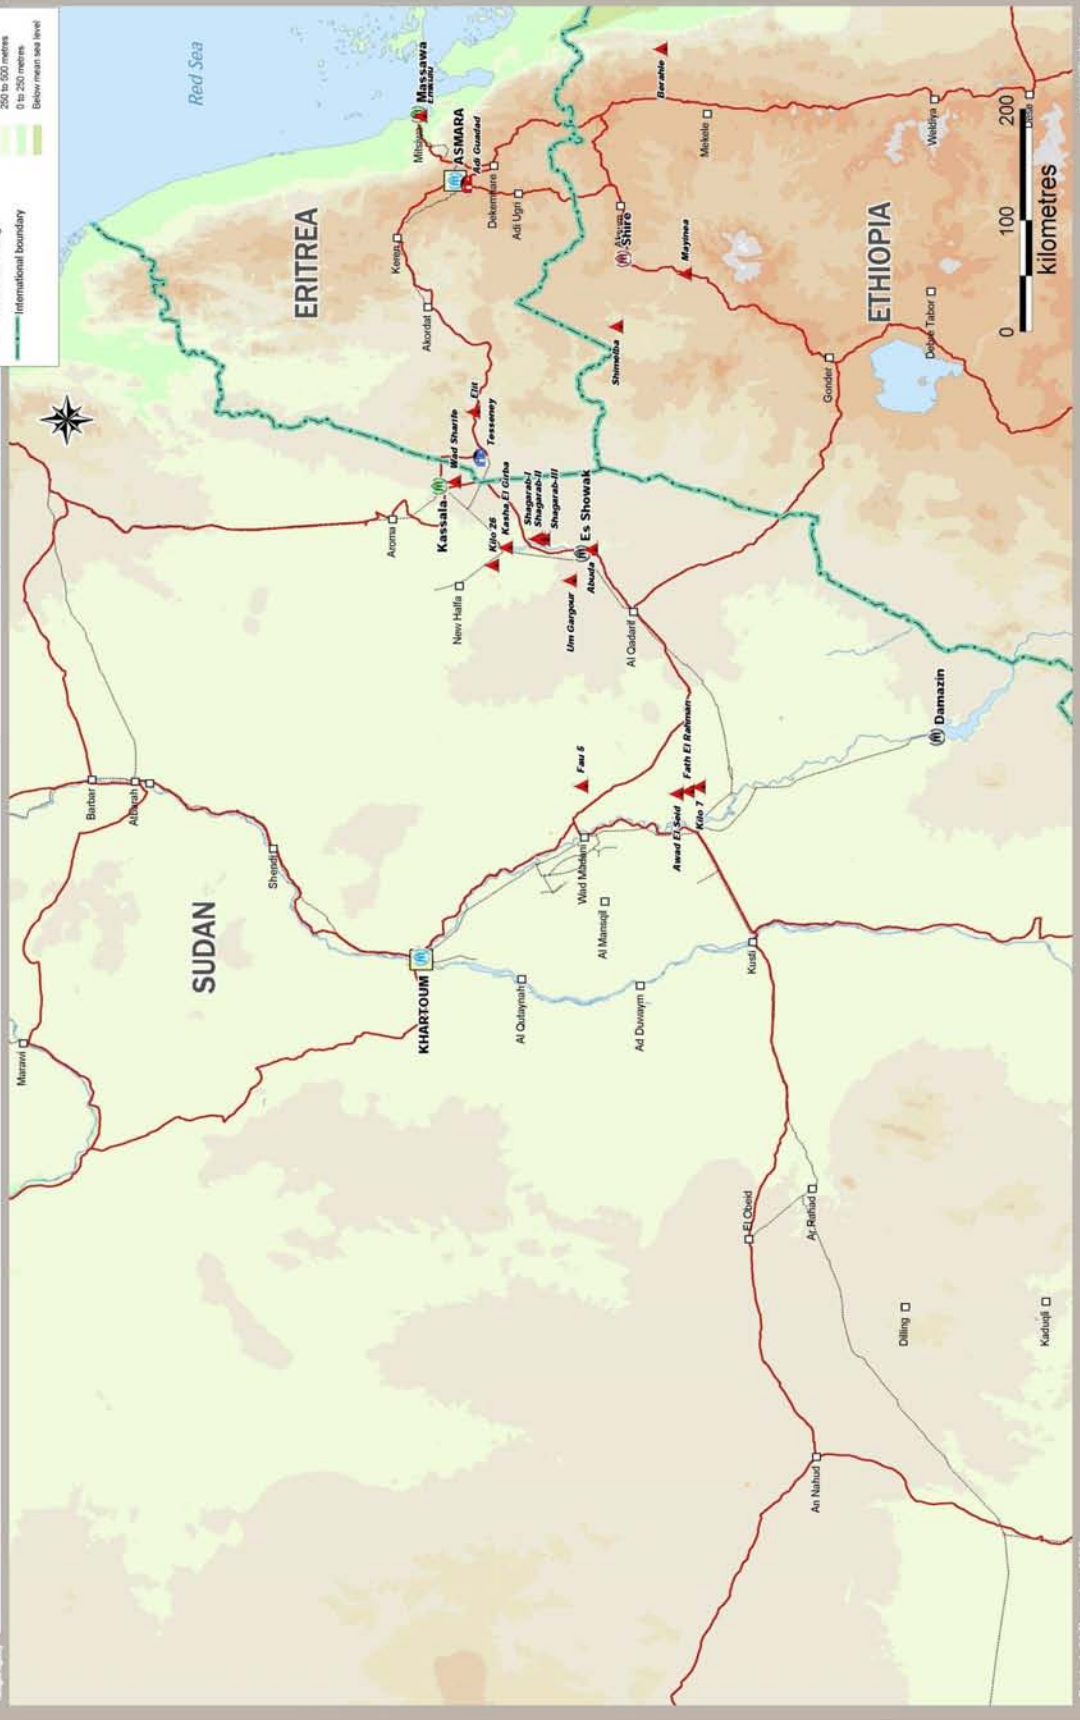 250 to 500 metres
0 to 250 metres
Below mean sea level
International boundary
Red Sea
ERITREA
SUDAN
ETHIOPIA
Marawi
Barbar
Atbarah
Shendi
KHARTOUM
Aroma
Kassala
Wad Sharife
Elit
Tesseney
New Halfa
Kilo 26
Kasha El Girba
Shagarab-I
Shagarab-II
Shagarab-III
Es Showak
Abuda
Um Gargour
Al Qadarif
Keren
Akordat
ASMARA
Adi Guadad
Massawa
Emkulu
Dekemhare
Adi Ugri
Shire
Mayinea
Shimelba
Berahle
Mekele
Weldiya
Dese
Gonder
Debre Tabor
Al Qutaynah
Ad Duwaym
Wad Madani
Al Mansqil
Fau 5
Awad El Seid
Fath El Rahman
Kilo 7
Damazin
Kusti
El Obeid
Ar Rahad
An Nahud
Dilling
Kaduqli
0 100 200
kilometres